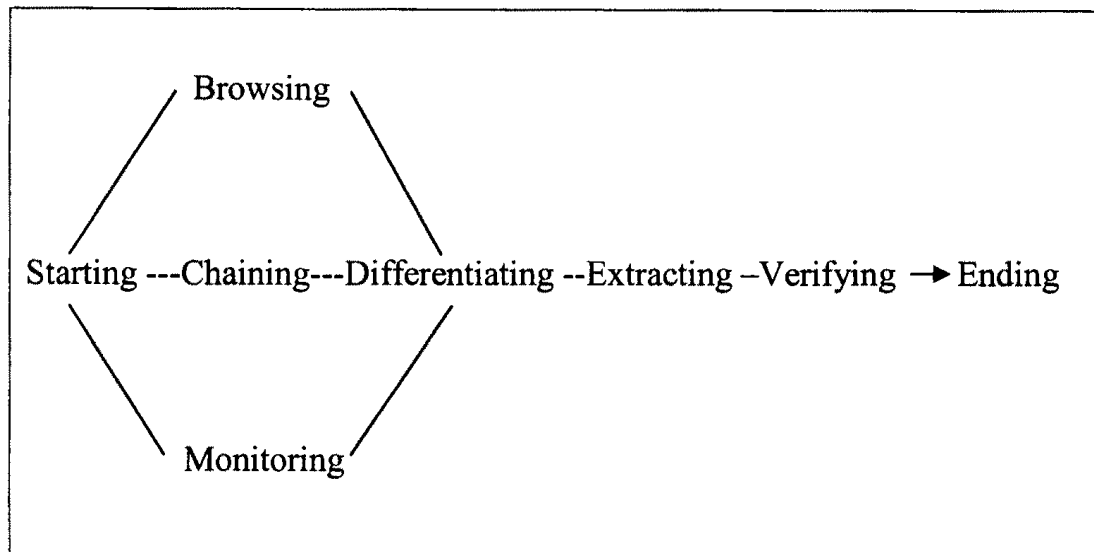 Browsing
Starting ---Chaining---Differentiating --Extracting –Verifying → Ending
Monitoring